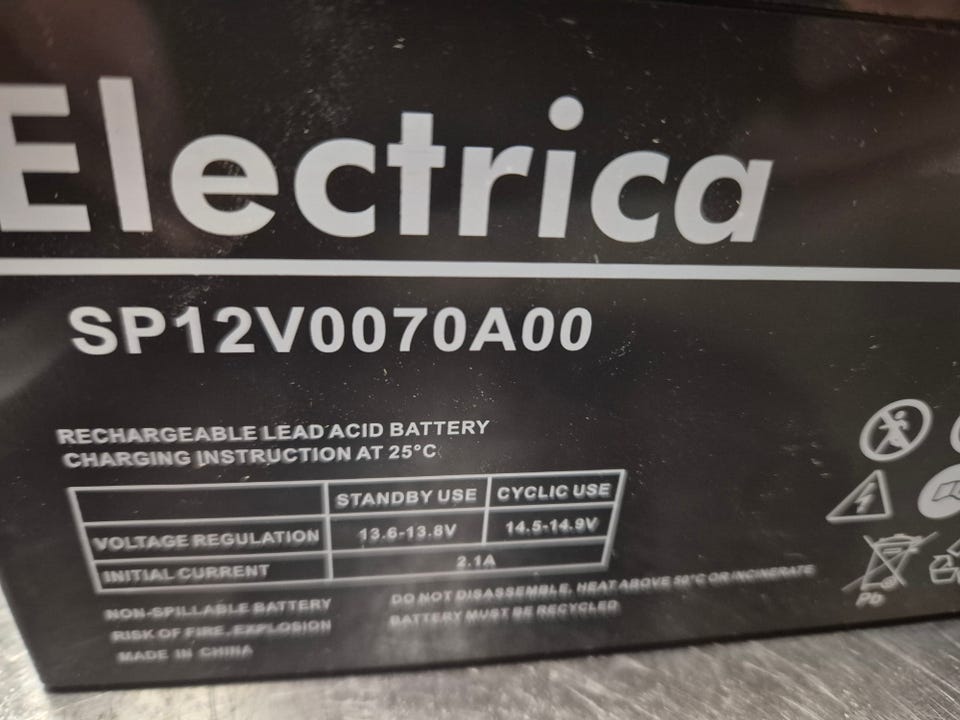 Electrica
SP12V0070A00
RECHARGEABLE LEAD ACID BATTERY
CHARGING INSTRUCTION AT 25°C
STANDBY USE CYCLIC USE
VOLTAGE REGULATION 13.6-13.8V 14.5-14.9V
INITIAL CURRENT 2.1A
NON-SPILLABLE BATTERY DO NOT DISASSEMBLE, HEAT ABOVE 50°C OR INCINERATE
RISK OF FIRE, EXPLOSION BATTERY MUST BE RECYCLED
MADE IN CHINA
Pb